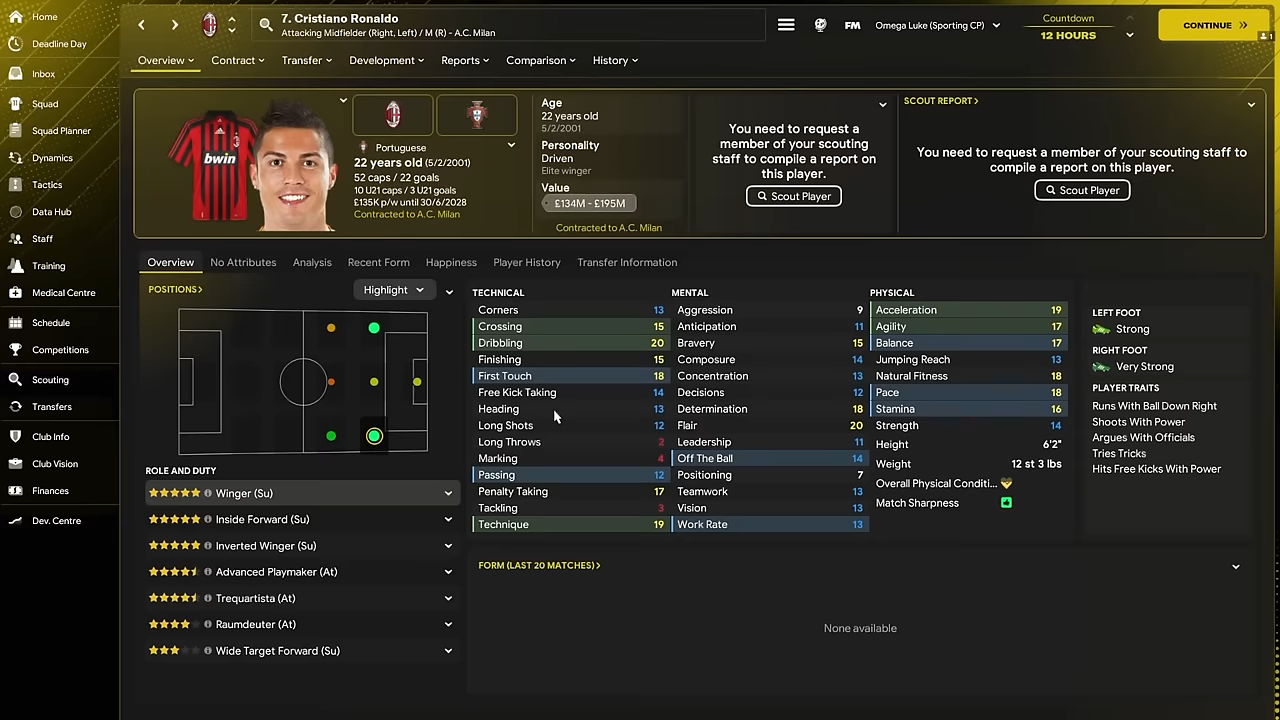 Home
Deadline Day
Inbox
Squad
Squad Planner
Dynamics
Tactics
Data Hub
Staff
Training
Medical Centre
Schedule
Competitions
Scouting
Transfers
Club Info
Club Vision
Finances
Dev. Centre
7. Cristiano Ronaldo
Attacking Midfielder (Right, Left) / M (R) - A.C. Milan
FM
Omega Luke (Sporting CP)
Countdown
12 HOURS
CONTINUE
1
Overview
Contract
Transfer
Development
Reports
Comparison
History
bwin
Portuguese
22 years old (5/2/2001)
52 caps / 22 goals
10 U21 caps / 3 U21 goals
£135K p/w until 30/6/2028
Contracted to A.C. Milan
Age
22 years old
5/2/2001
Personality
Driven
Elite winger
Value
£134M - £195M
Contracted to A.C. Milan
You need to request a
member of your scouting
staff to compile a report on
this player.
Scout Player
SCOUT REPORT
You need to request a member of your scouting staff to
compile a report on this player.
Scout Player
Overview
No Attributes
Analysis
Recent Form
Happiness
Player History
Transfer Information
POSITIONS
Highlight
ROLE AND DUTY
Winger (Su)
Inside Forward (Su)
Inverted Winger (Su)
Advanced Playmaker (At)
Trequartista (At)
Raumdeuter (At)
Wide Target Forward (Su)
TECHNICAL
Corners 13
Crossing 15
Dribbling 20
Finishing 15
First Touch 18
Free Kick Taking 14
Heading 13
Long Shots 12
Long Throws 2
Marking 4
Passing 12
Penalty Taking 17
Tackling 3
Technique 19
MENTAL
Aggression 9
Anticipation 11
Bravery 15
Composure 14
Concentration 13
Decisions 12
Determination 18
Flair 20
Leadership 11
Off The Ball 14
Positioning 7
Teamwork 13
Vision 13
Work Rate 13
PHYSICAL
Acceleration 19
Agility 17
Balance 17
Jumping Reach 13
Natural Fitness 18
Pace 18
Stamina 16
Strength 14
Height 6'2"
Weight 12 st 3 lbs
Overall Physical Conditi...
Match Sharpness
LEFT FOOT
Strong
RIGHT FOOT
Very Strong
PLAYER TRAITS
Runs With Ball Down Right
Shoots With Power
Argues With Officials
Tries Tricks
Hits Free Kicks With Power
FORM (LAST 20 MATCHES)
None available